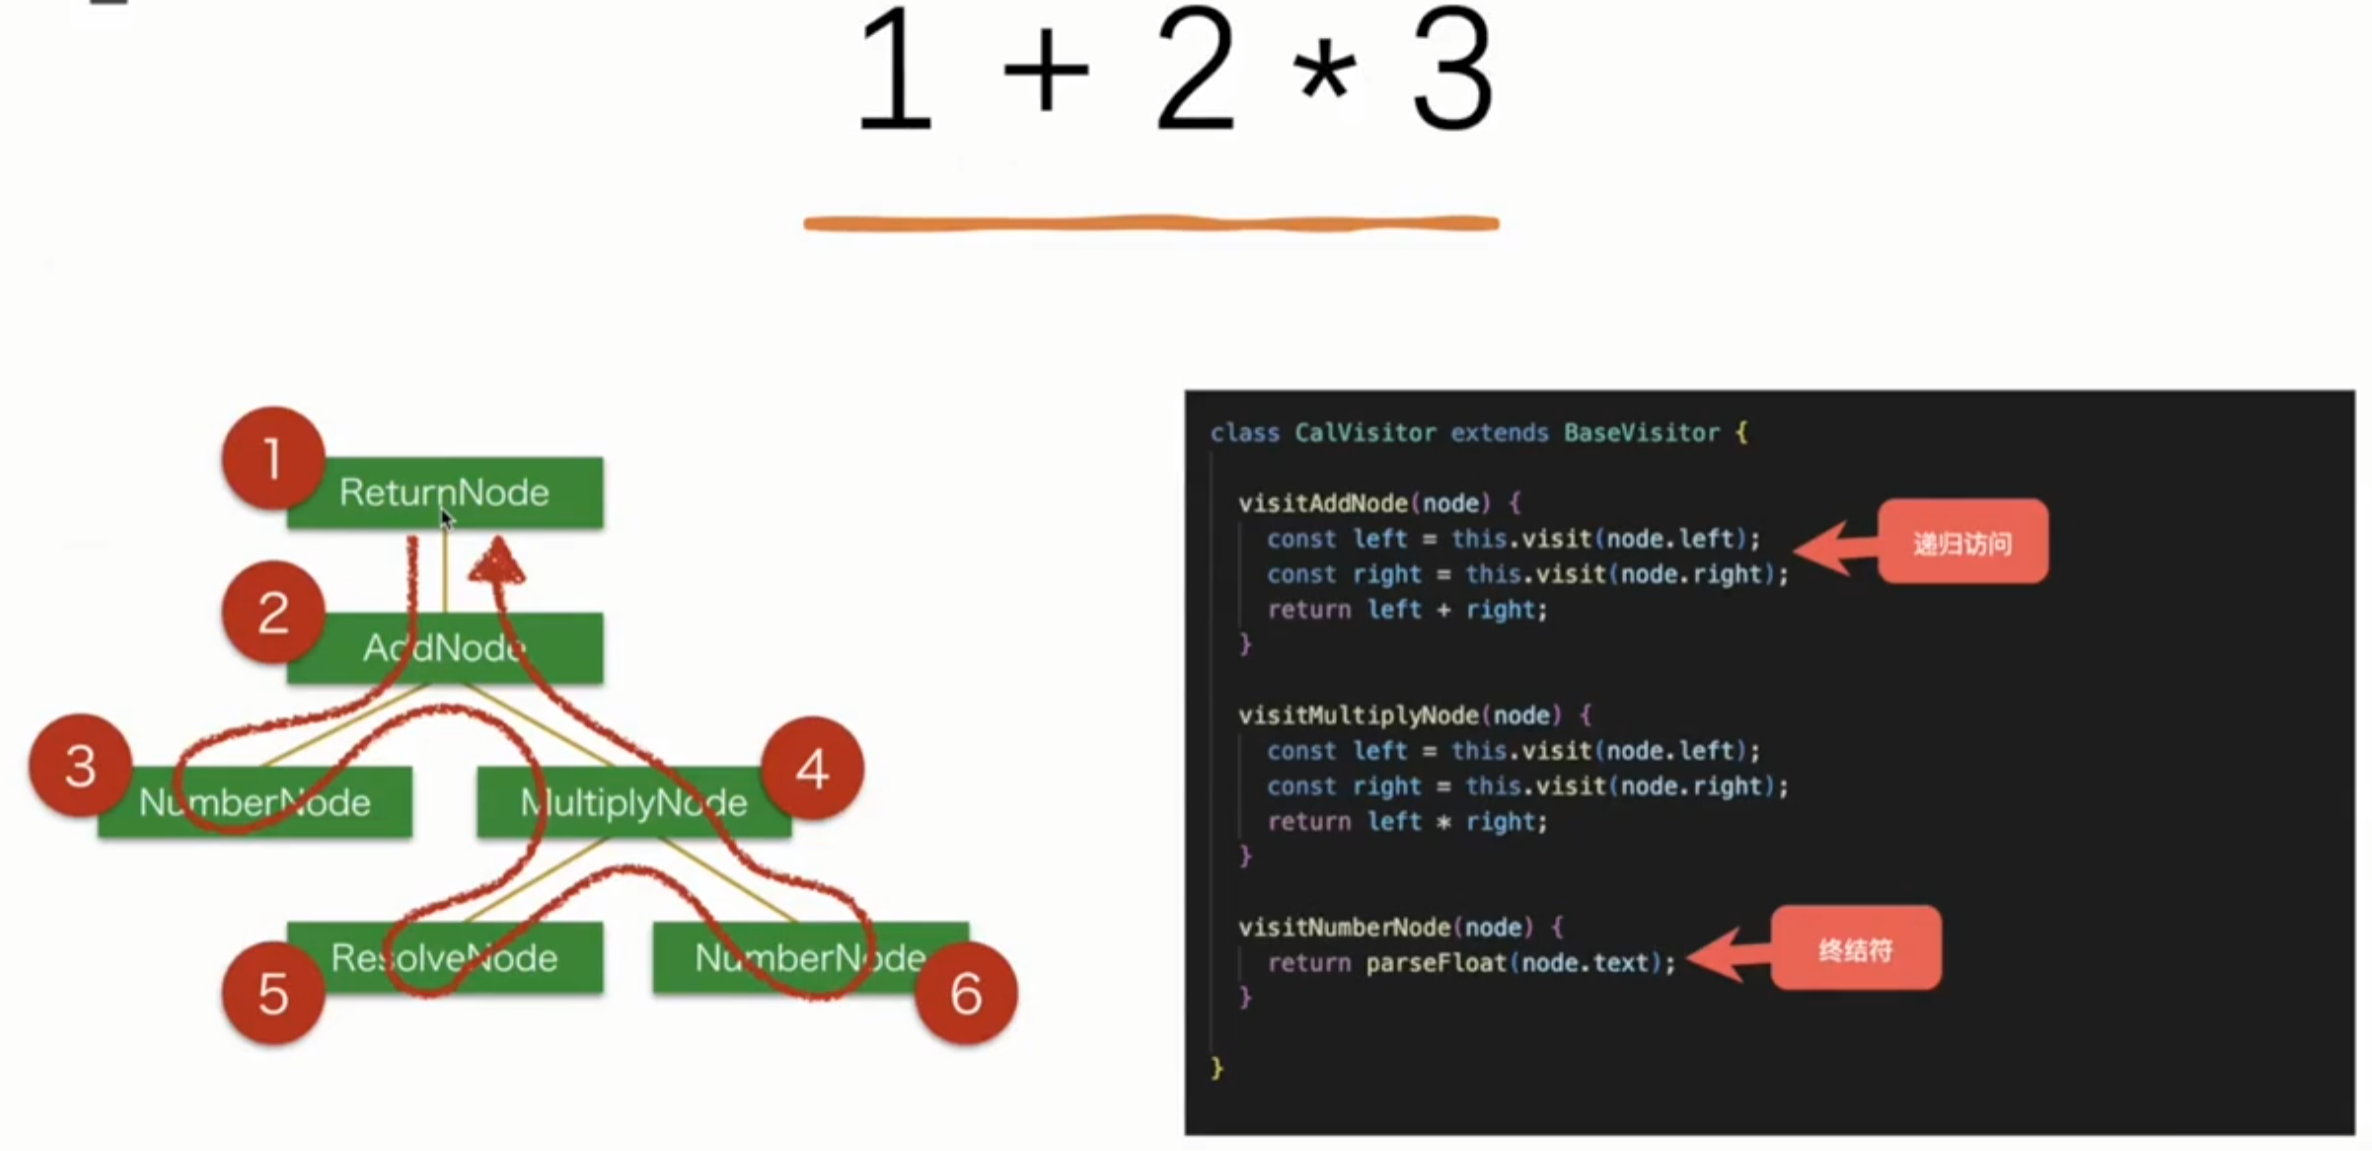 1 + 2 * 3
1
ReturnNode
2
AddNode
3
NumberNode
MultiplyNode
4
5
ResolveNode
NumberNode
6
class CalVisitor extends BaseVisitor {
visitAddNode(node) {
const left = this.visit(node.left);
const right = this.visit(node.right);
return left + right;
}
递归访问
visitMultiplyNode(node) {
const left = this.visit(node.left);
const right = this.visit(node.right);
return left * right;
}
visitNumberNode(node) {
return parseFloat(node.text);
}
终结符
}